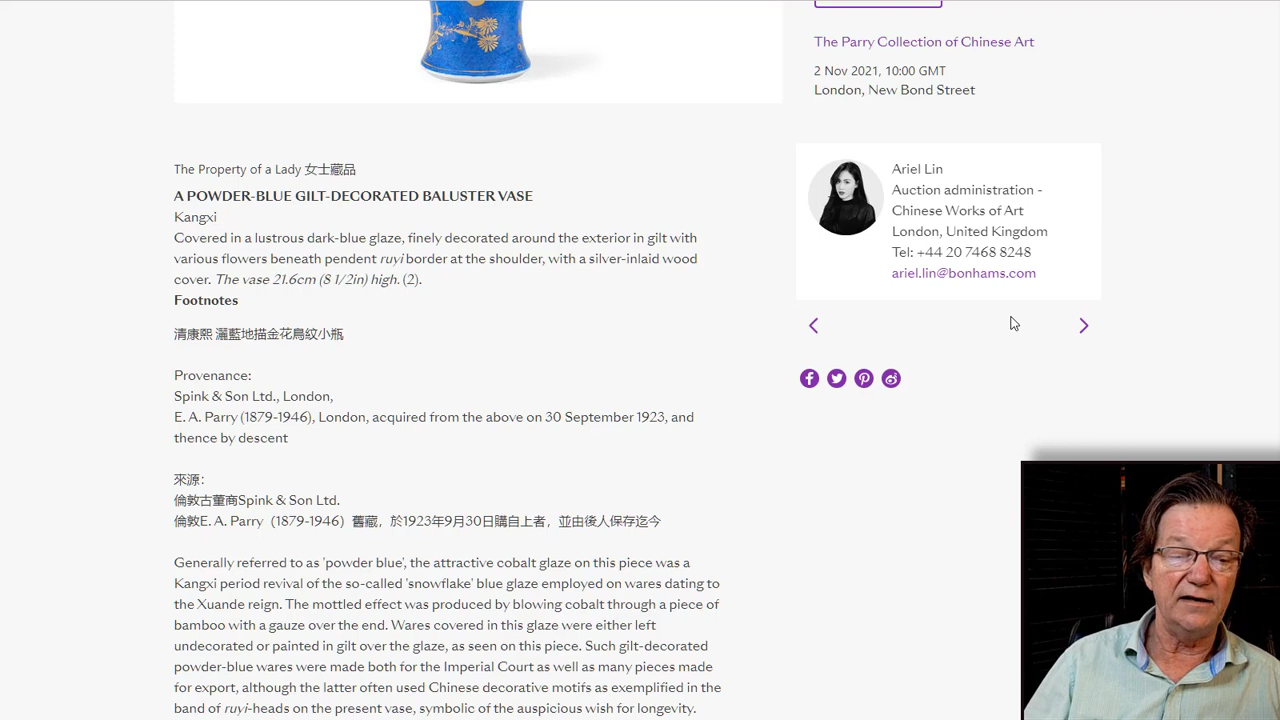 The Parry Collection of Chinese Art
2 Nov 2021, 10:00 GMT
London, New Bond Street
Ariel Lin
Auction administration -
Chinese Works of Art
London, United Kingdom
Tel: +44 20 7468 8248
ariel.lin@bonhams.com
The Property of a Lady 女士藏品
A POWDER-BLUE GILT-DECORATED BALUSTER VASE
Kangxi
Covered in a lustrous dark-blue glaze, finely decorated around the exterior in gilt with
various flowers beneath pendent ruyi border at the shoulder, with a silver-inlaid wood
cover. The vase 21.6cm (8 1/2in) high. (2).
Footnotes
清康熙 灑藍地描金花鳥纹小瓶
Provenance:
Spink & Son Ltd., London,
E. A. Parry (1879-1946), London, acquired from the above on 30 September 1923, and
thence by descent
來源：
倫敦古董商Spink & Son Ltd.
倫敦E. A. Parry（1879-1946）舊藏，於1923年9月30日購自上者，並由後人保存迄今
Generally referred to as 'powder blue', the attractive cobalt glaze on this piece was a
Kangxi period revival of the so-called 'snowflake' blue glaze employed on wares dating to
the Xuande reign. The mottled effect was produced by blowing cobalt through a piece of
bamboo with a gauze over the end. Wares covered in this glaze were either left
undecorated or painted in gilt over the glaze, as seen on this piece. Such gilt-decorated
powder-blue wares were made both for the Imperial Court as well as many pieces made
for export, although the latter often used Chinese decorative motifs as exemplified in the
band of ruyi-heads on the present vase, symbolic of the auspicious wish for longevity.